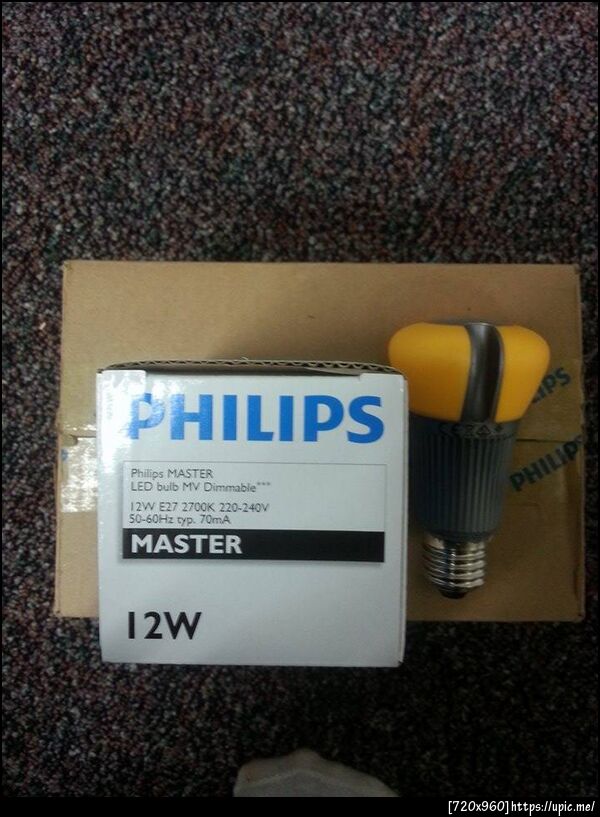 PHILIPS
PHILIPS
Philips MASTER
LED bulb MV Dimmable***
12W E27 2700K 220-240V
50-60Hz typ. 70mA
MASTER
12W
[720x960]https://upic.me/